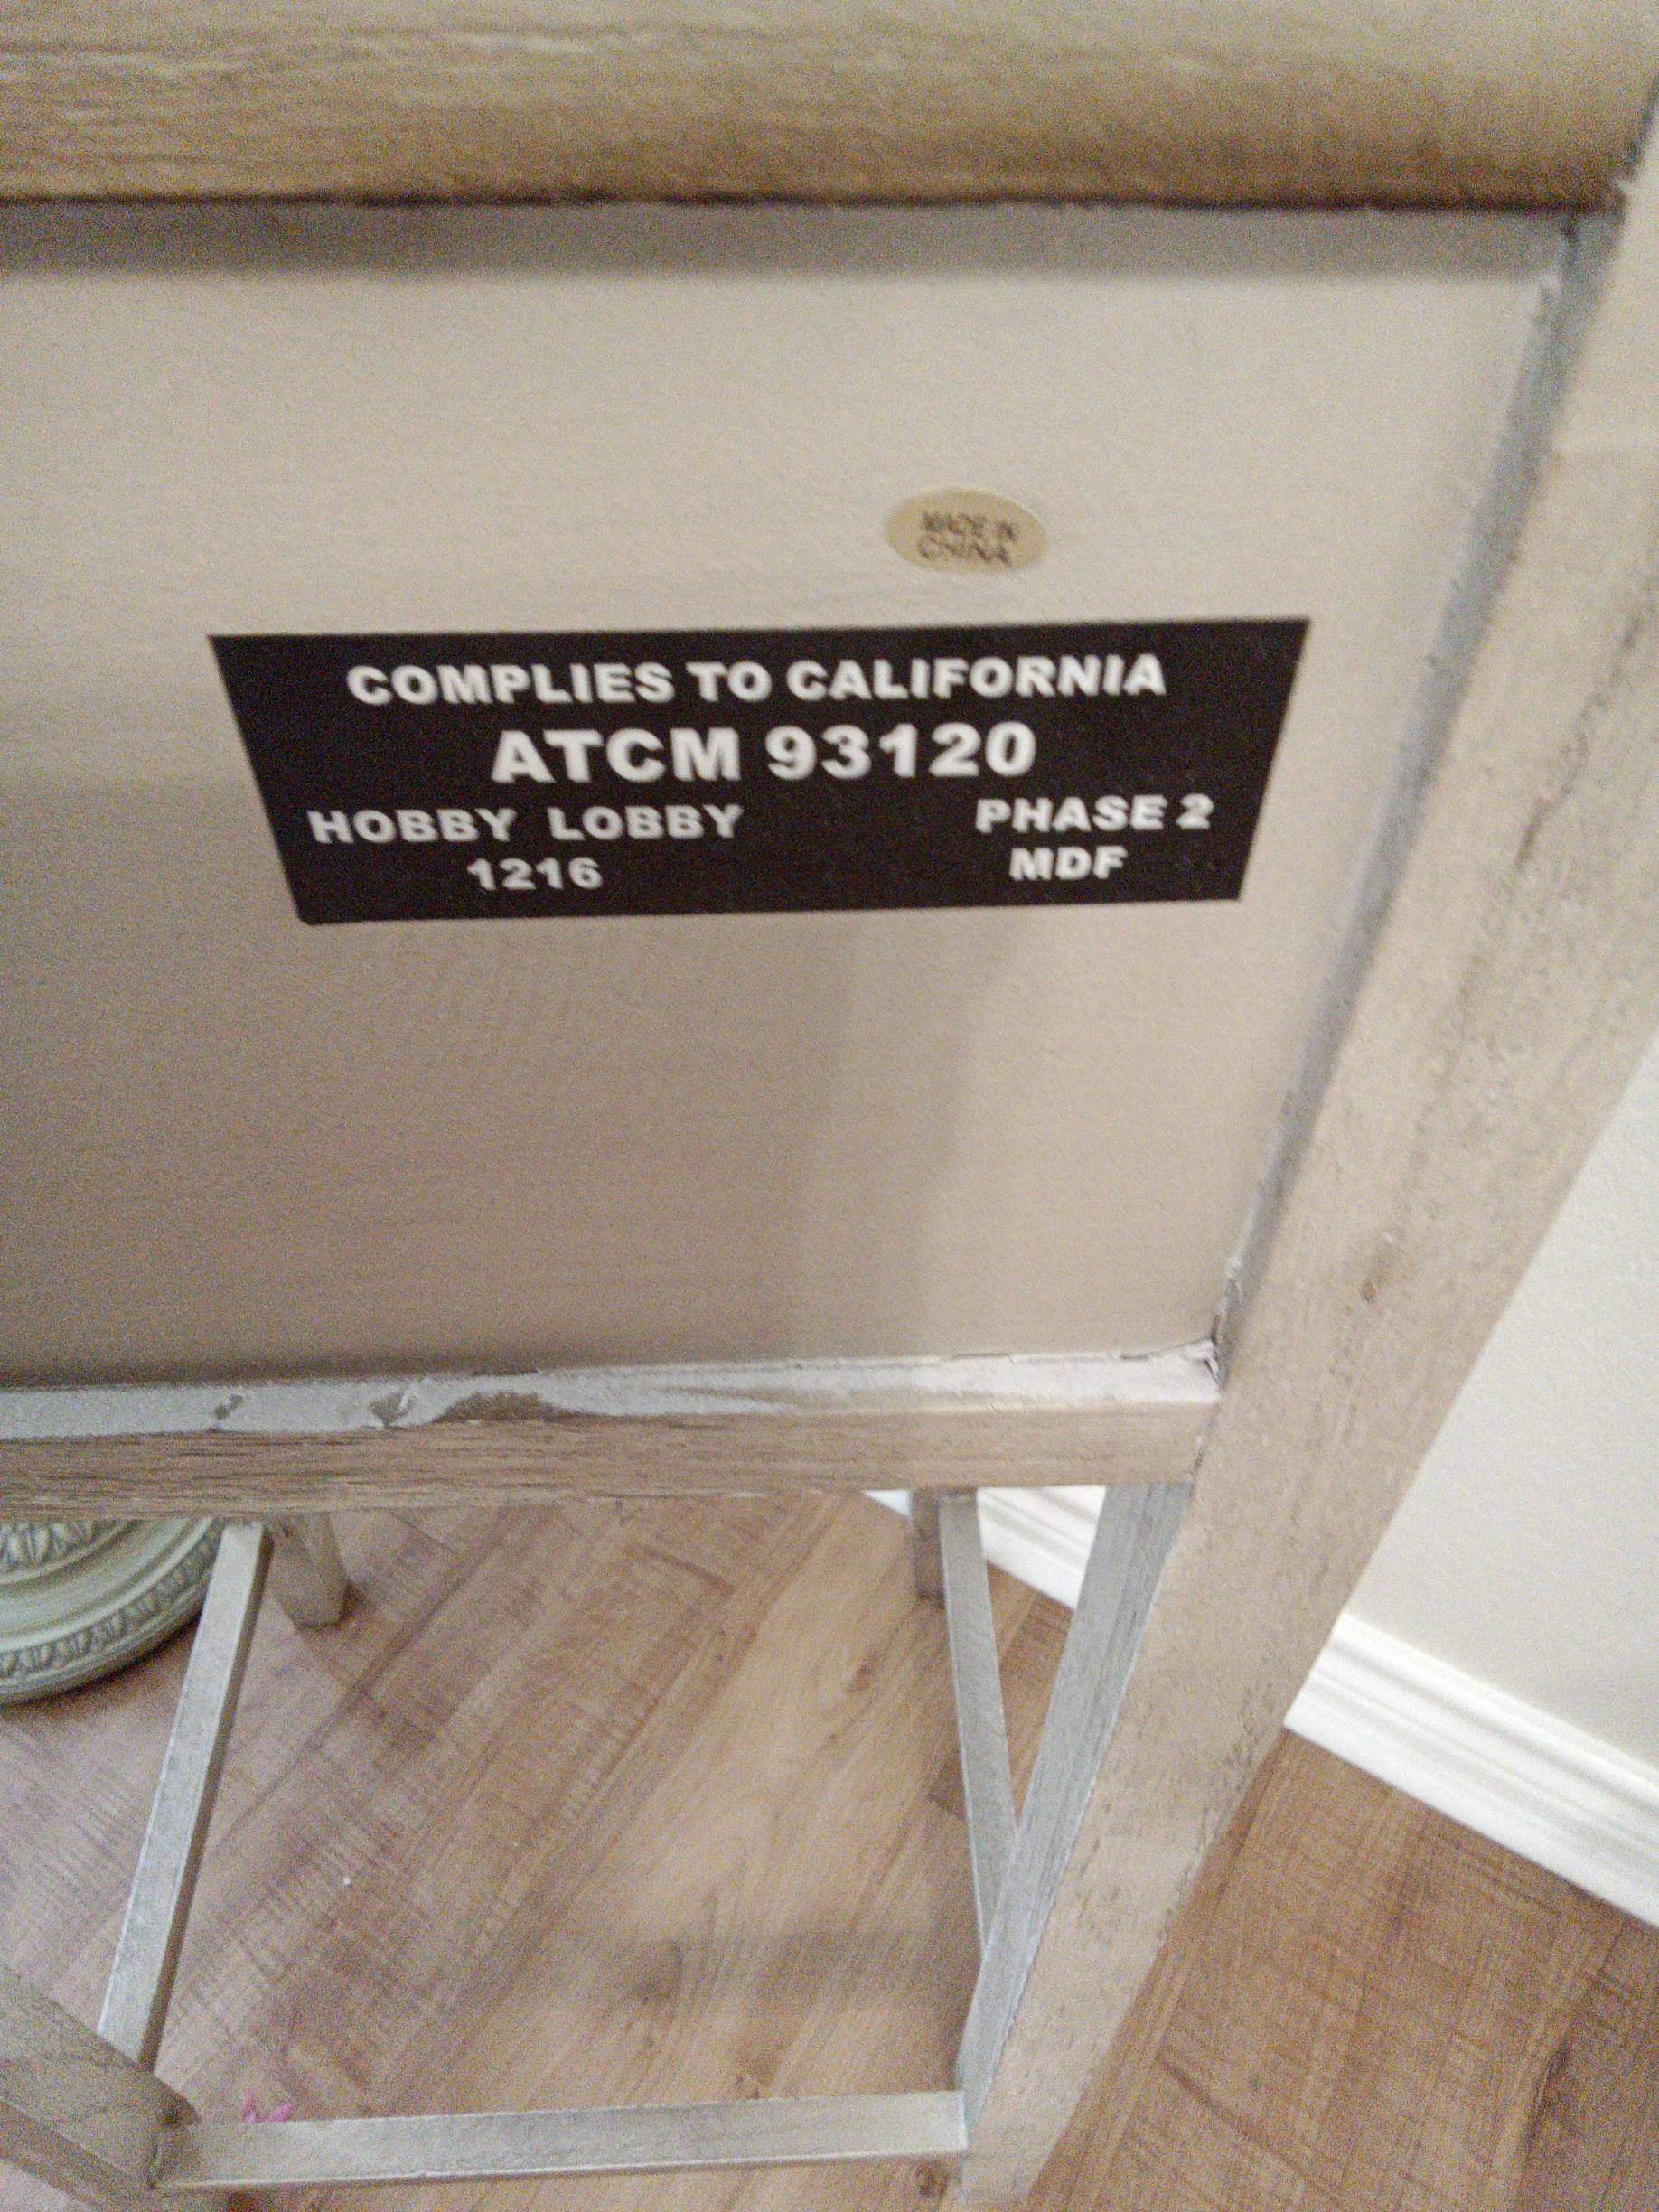 MADE IN
CHINA
COMPLIES TO CALIFORNIA
ATCM 93120
HOBBY LOBBY PHASE 2
1216 MDF